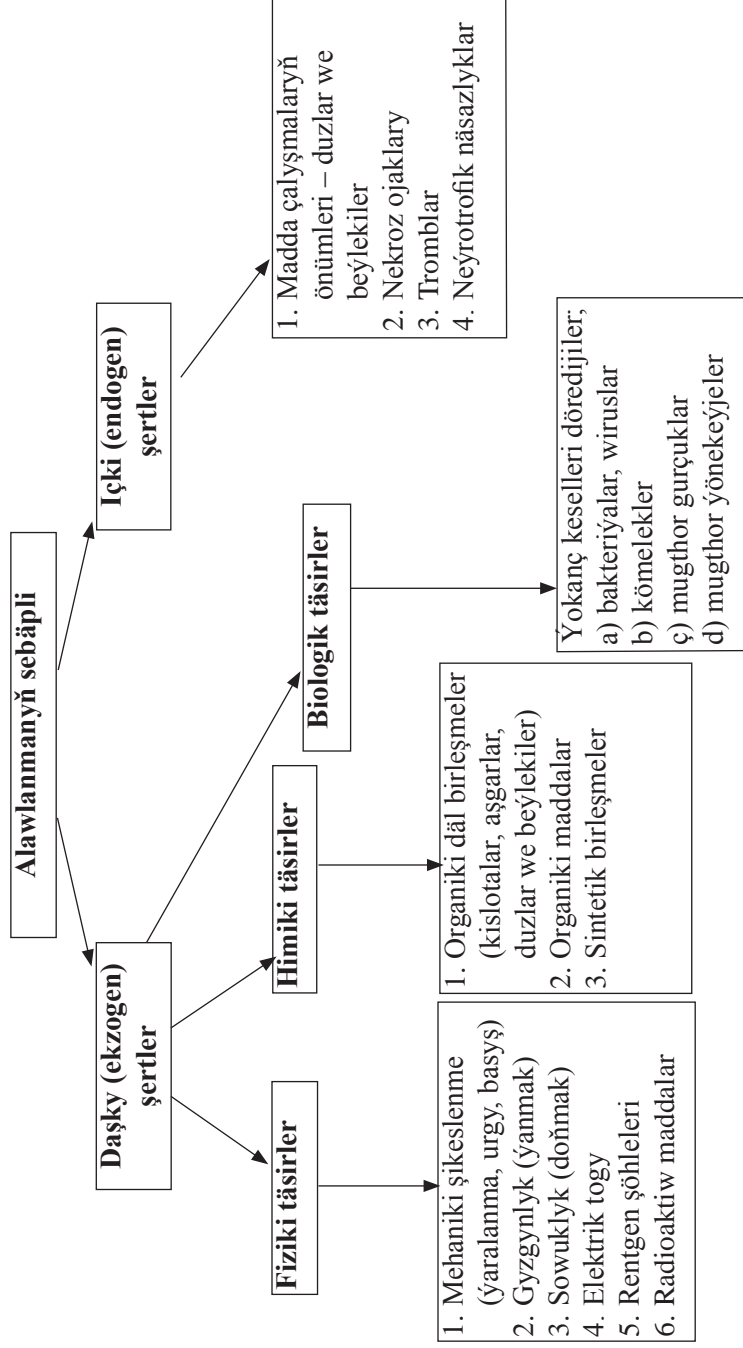 Alawlanmanyň sebäpli
Daşky (ekzogen)
şertler
Içki (endogen)
şertler
Fiziki täsirler
Himiki täsirler
Biologik täsirler
1. Mehaniki şikeslenme
(ýaralanma, urgy, basyş)
2. Gyzgynlyk (ýanmak)
3. Sowuklyk (doňmak)
4. Elektrik togy
5. Rentgen şöhleleri
6. Radioaktiw maddalar
1. Organiki däl birleşmeler
(kislotalar, aşgarlar,
duzlar we beýlekiler)
2. Organiki maddalar
3. Sintetik birleşmeler
Ýokanç keselleri döredijiler;
a) bakteriýalar, wiruslar
b) kömelekler
ç) mugthor gurçuklar
d) mugthor ýönekeýjeler
1. Madda çalyşmalaryň
önümleri – duzlar we
beýlekiler
2. Nekroz ojaklary
3. Tromblar
4. Neýrotrofik näsazlyklar